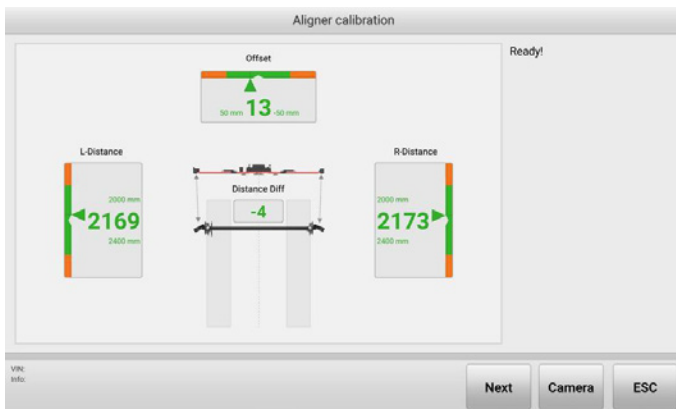 Aligner calibration
Offset
50 mm 13 -50 mm
Ready!
L-Distance
2000 mm
2169
2400 mm
Distance Diff
-4
R-Distance
2000 mm
2173
2400 mm
VIN:
Info:
Next
Camera
ESC